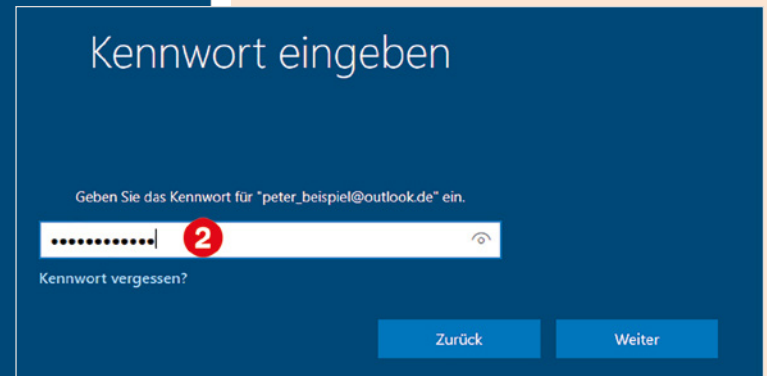 Kennwort eingeben
Geben Sie das Kennwort für "peter_beispiel@outlook.de" ein.
••••••••••••
2
Kennwort vergessen?
Zurück Weiter